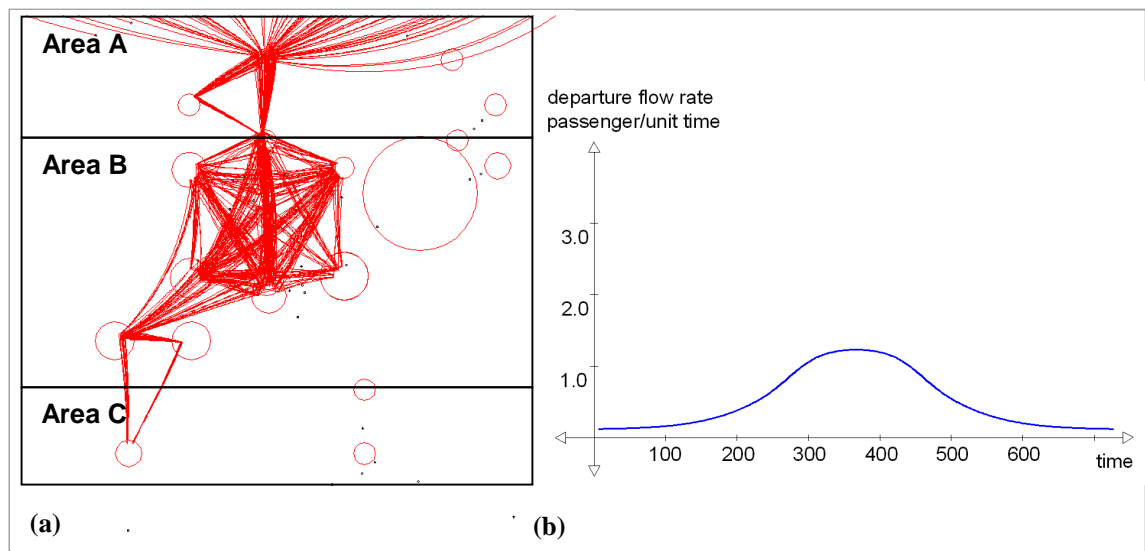 Area A
Area B
Area C
(a)
departure flow rate
passenger/unit time
3.0
2.0
1.0
100 200 300 400 500 600 time
(b)